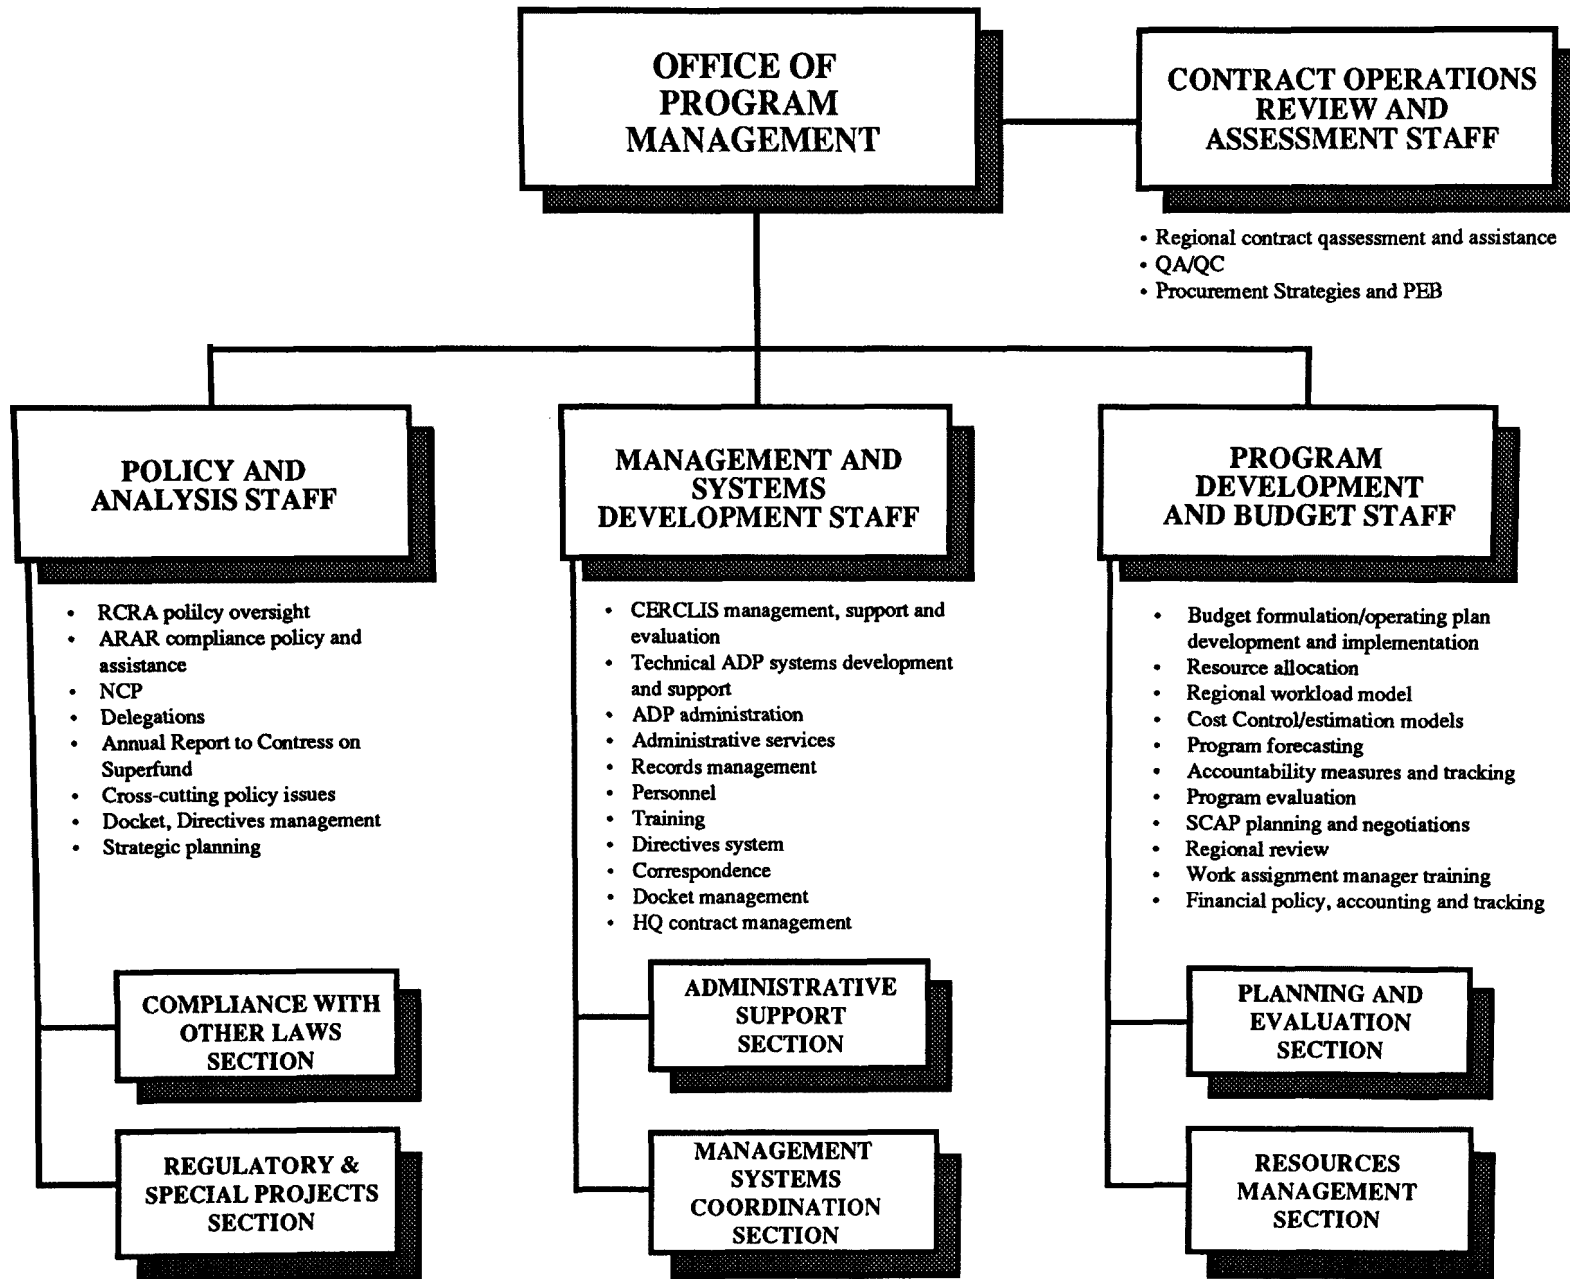 OFFICE OF
PROGRAM
MANAGEMENT
CONTRACT OPERATIONS
REVIEW AND
ASSESSMENT STAFF
• Regional contract qassessment and assistance
• QA/QC
• Procurement Strategies and PEB
POLICY AND
ANALYSIS STAFF
• RCRA polilcy oversight
• ARAR compliance policy and
assistance
• NCP
• Delegations
• Annual Report to Contress on
Superfund
• Cross-cutting policy issues
• Docket, Directives management
• Strategic planning
COMPLIANCE WITH
OTHER LAWS
SECTION
REGULATORY &
SPECIAL PROJECTS
SECTION
MANAGEMENT AND
SYSTEMS
DEVELOPMENT STAFF
• CERCLIS management, support and
evaluation
• Technical ADP systems development
and support
• ADP administration
• Administrative services
• Records management
• Personnel
• Training
• Directives system
• Correspondence
• Docket management
• HQ contract management
ADMINISTRATIVE
SUPPORT
SECTION
MANAGEMENT
SYSTEMS
COORDINATION
SECTION
PROGRAM
DEVELOPMENT
AND BUDGET STAFF
• Budget formulation/operating plan
development and implementation
• Resource allocation
• Regional workload model
• Cost Control/estimation models
• Program forecasting
• Accountability measures and tracking
• Program evaluation
• SCAP planning and negotiations
• Regional review
• Work assignment manager training
• Financial policy, accounting and tracking
PLANNING AND
EVALUATION
SECTION
RESOURCES
MANAGEMENT
SECTION